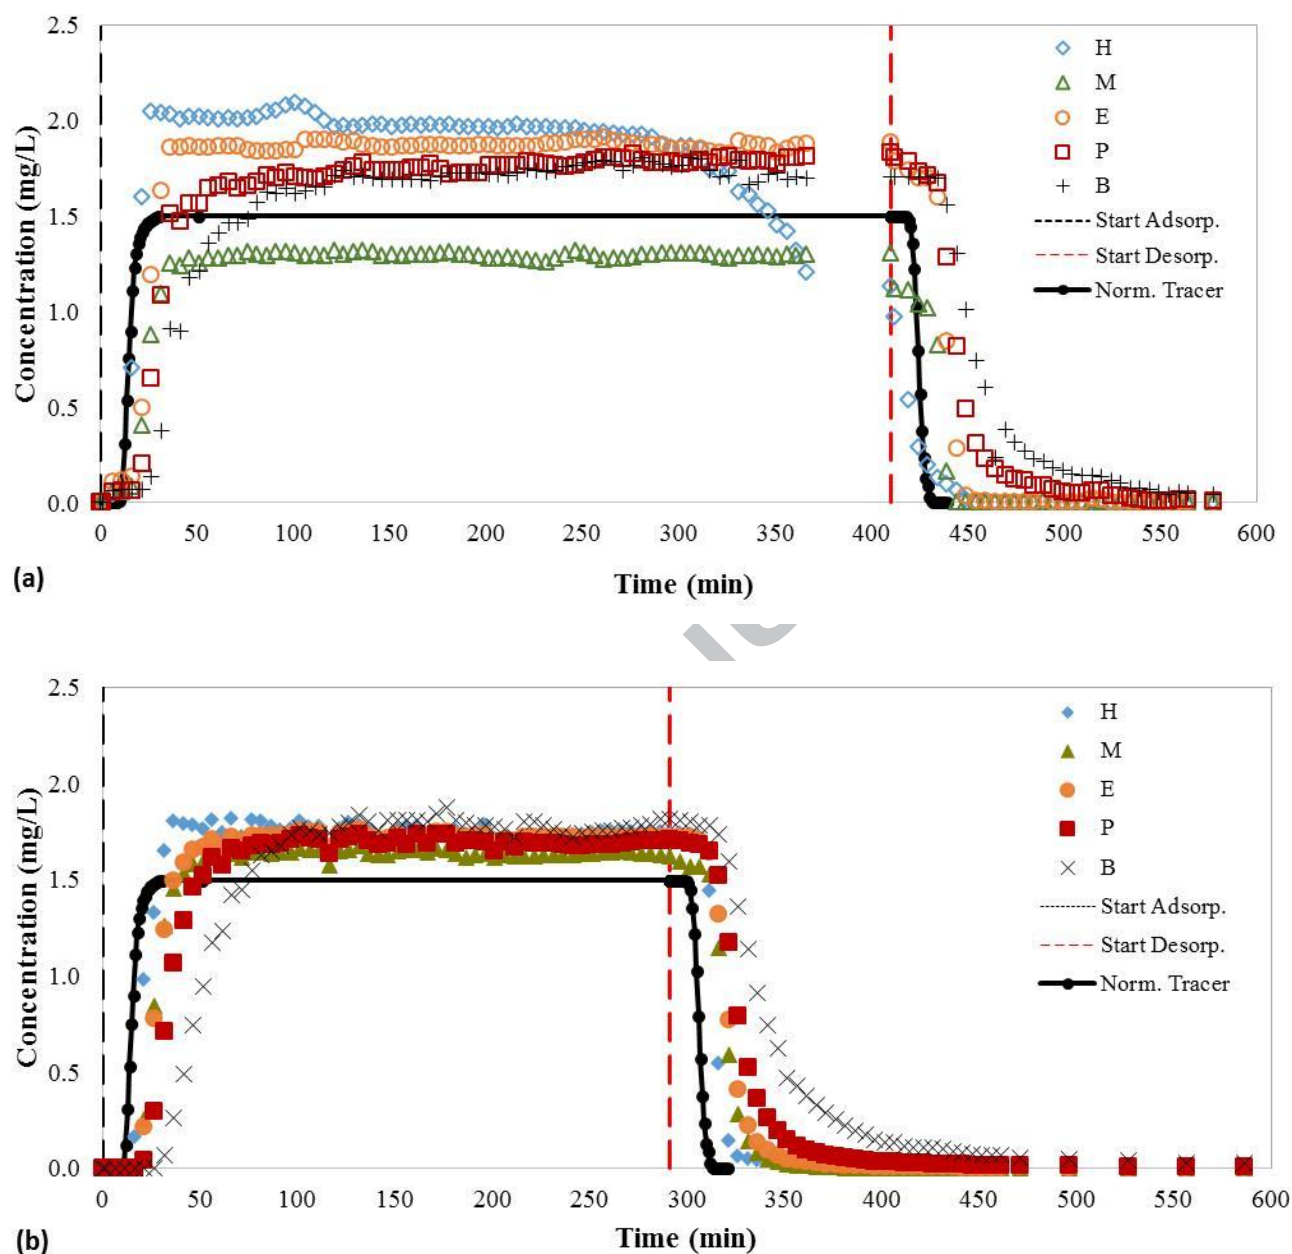 2.5
2.0
1.5
1.0
0.5
0.0
Concentration (mg/L)
H
M
E
P
B
Start Adsorp.
Start Desorp.
Norm. Tracer
0 50 100 150 200 250 300 350 400 450 500 550 600
Time (min)
(a)
2.5
2.0
1.5
1.0
0.5
0.0
Concentration (mg/L)
H
M
E
P
B
Start Adsorp.
Start Desorp.
Norm. Tracer
0 50 100 150 200 250 300 350 400 450 500 550 600
Time (min)
(b)